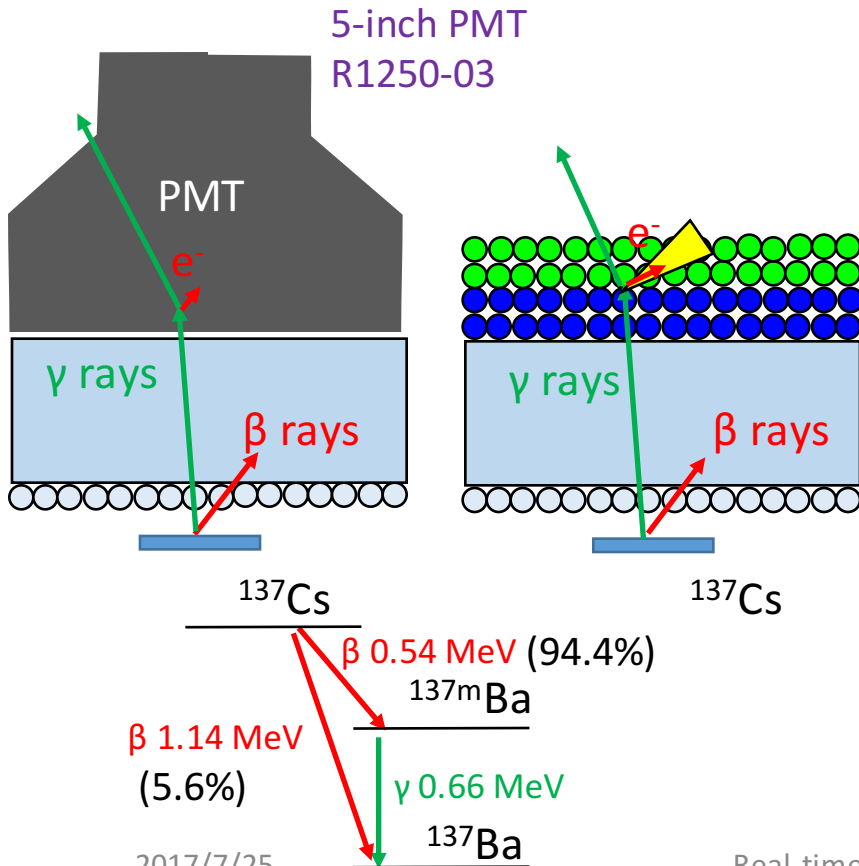 5-inch PMT
R1250-03
PMT
e-
e-
γ rays
γ rays
β rays
β rays
137Cs
137Cs
β 0.54 MeV (94.4%)
137mBa
β 1.14 MeV
(5.6%)
γ 0.66 MeV
137Ba
2017/7/25
Real-time